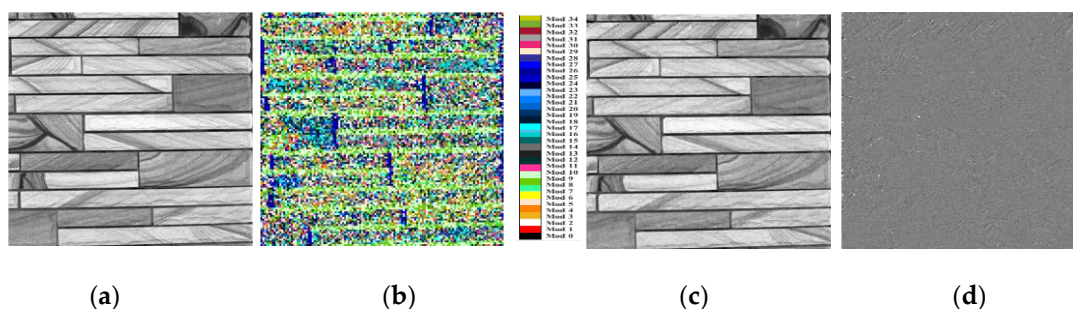 Mod 34
Mod 33
Mod 32
Mod 31
Mod 30
Mod 29
Mod 28
Mod 27
Mod 26
Mod 25
Mod 24
Mod 23
Mod 22
Mod 21
Mod 20
Mod 19
Mod 18
Mod 17
Mod 16
Mod 15
Mod 14
Mod 13
Mod 12
Mod 11
Mod 10
Mod 9
Mod 8
Mod 7
Mod 6
Mod 5
Mod 4
Mod 3
Mod 2
Mod 1
Mod 0
(a) (b) (c) (d)